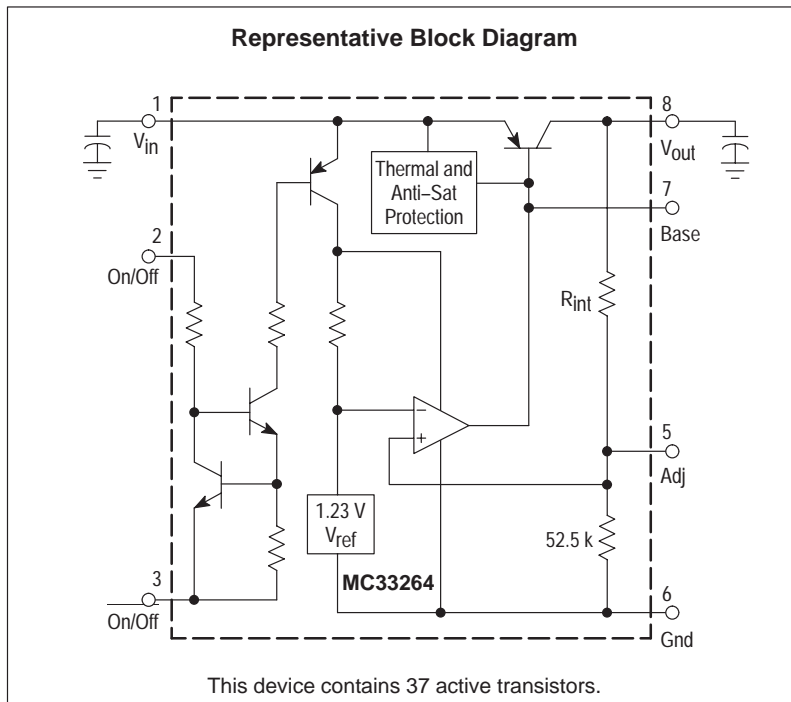 Representative Block Diagram
1
8
Vin
Vout
Thermal and
Anti–Sat
Protection
7
Base
2
On/Off
Rint
–
+
5
Adj
1.23 V
Vref
52.5 k
MC33264
3
On/Off
6
Gnd
This device contains 37 active transistors.